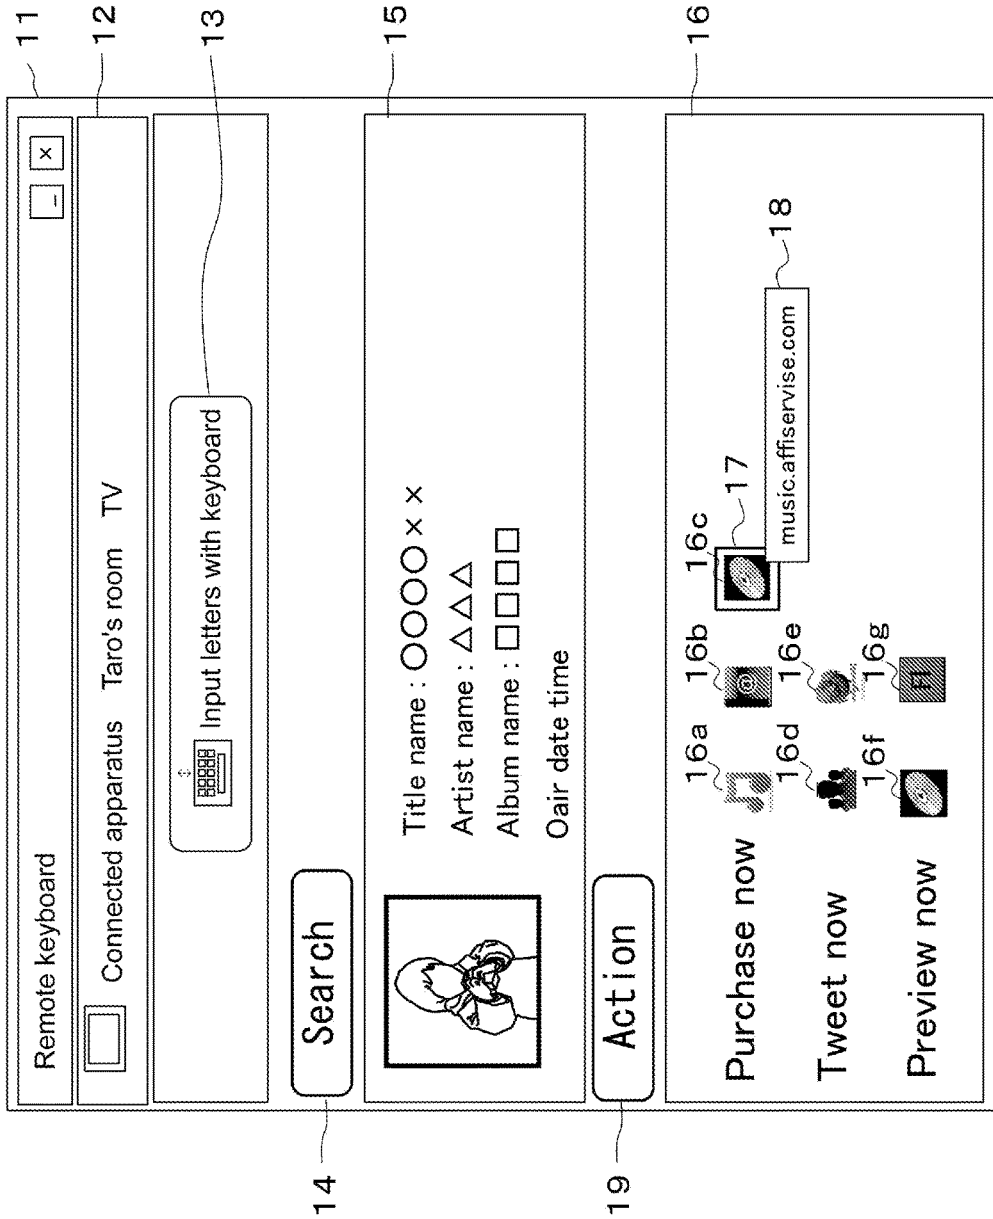 Remote keyboard
_ ×
11
Connected apparatus Taro's room TV
12
Input letters with keyboard
13
Search
14
Title name : ○○○○××
Artist name : △△△
Album name : □□□□
Oair date time
15
Action
19
16
Purchase now
16a
16b
16c
17
music.affiservise.com
18
@
Tweet now
16d
16e
Preview now
16f
16g